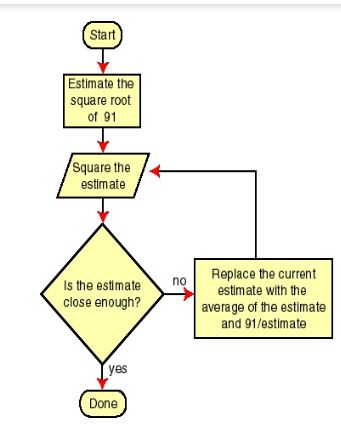 Start
Estimate the
square root
of 91
Square the
estimate
Is the estimate
close enough?
no
Replace the current
estimate with the
average of the estimate
and 91/estimate
yes
Done